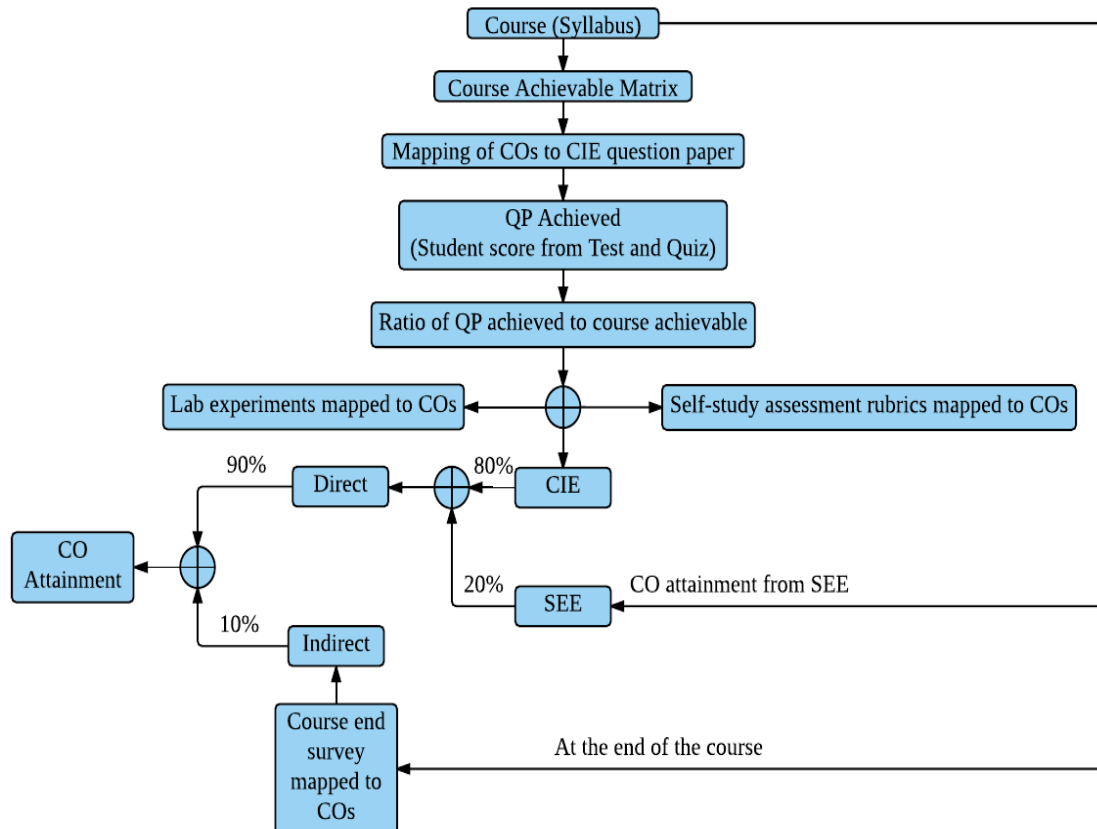 Course (Syllabus)
Course Achievable Matrix
Mapping of COs to CIE question paper
QP Achieved
(Student score from Test and Quiz)
Ratio of QP achieved to course achievable
Lab experiments mapped to COs
Self-study assessment rubrics mapped to COs
90%
Direct
80%
CIE
CO
Attainment
20%
SEE
CO attainment from SEE
10%
Indirect
Course end
survey
mapped to
COs
At the end of the course